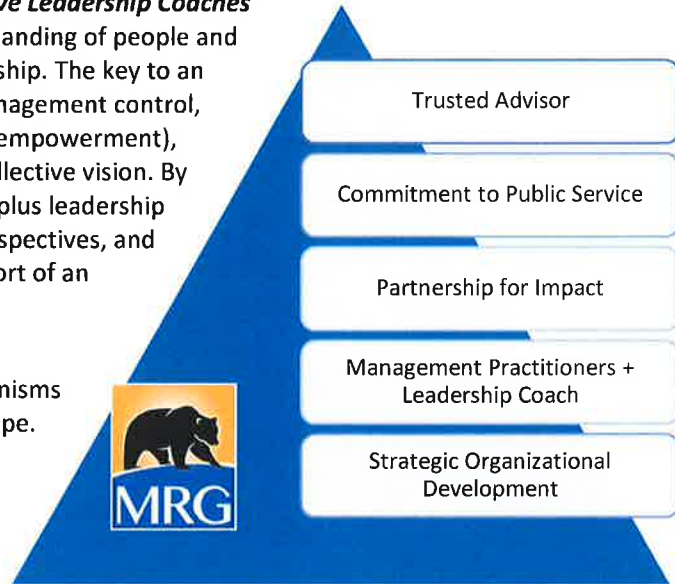 ve Leadership Coaches
anding of people and
ship. The key to an
nagement control,
empowerment),
llective vision. By
plus leadership
spectives, and
ort of an
nisms
pe.
Trusted Advisor
Commitment to Public Service
Partnership for Impact
Management Practitioners +
Leadership Coach
Strategic Organizational
Development
MRG